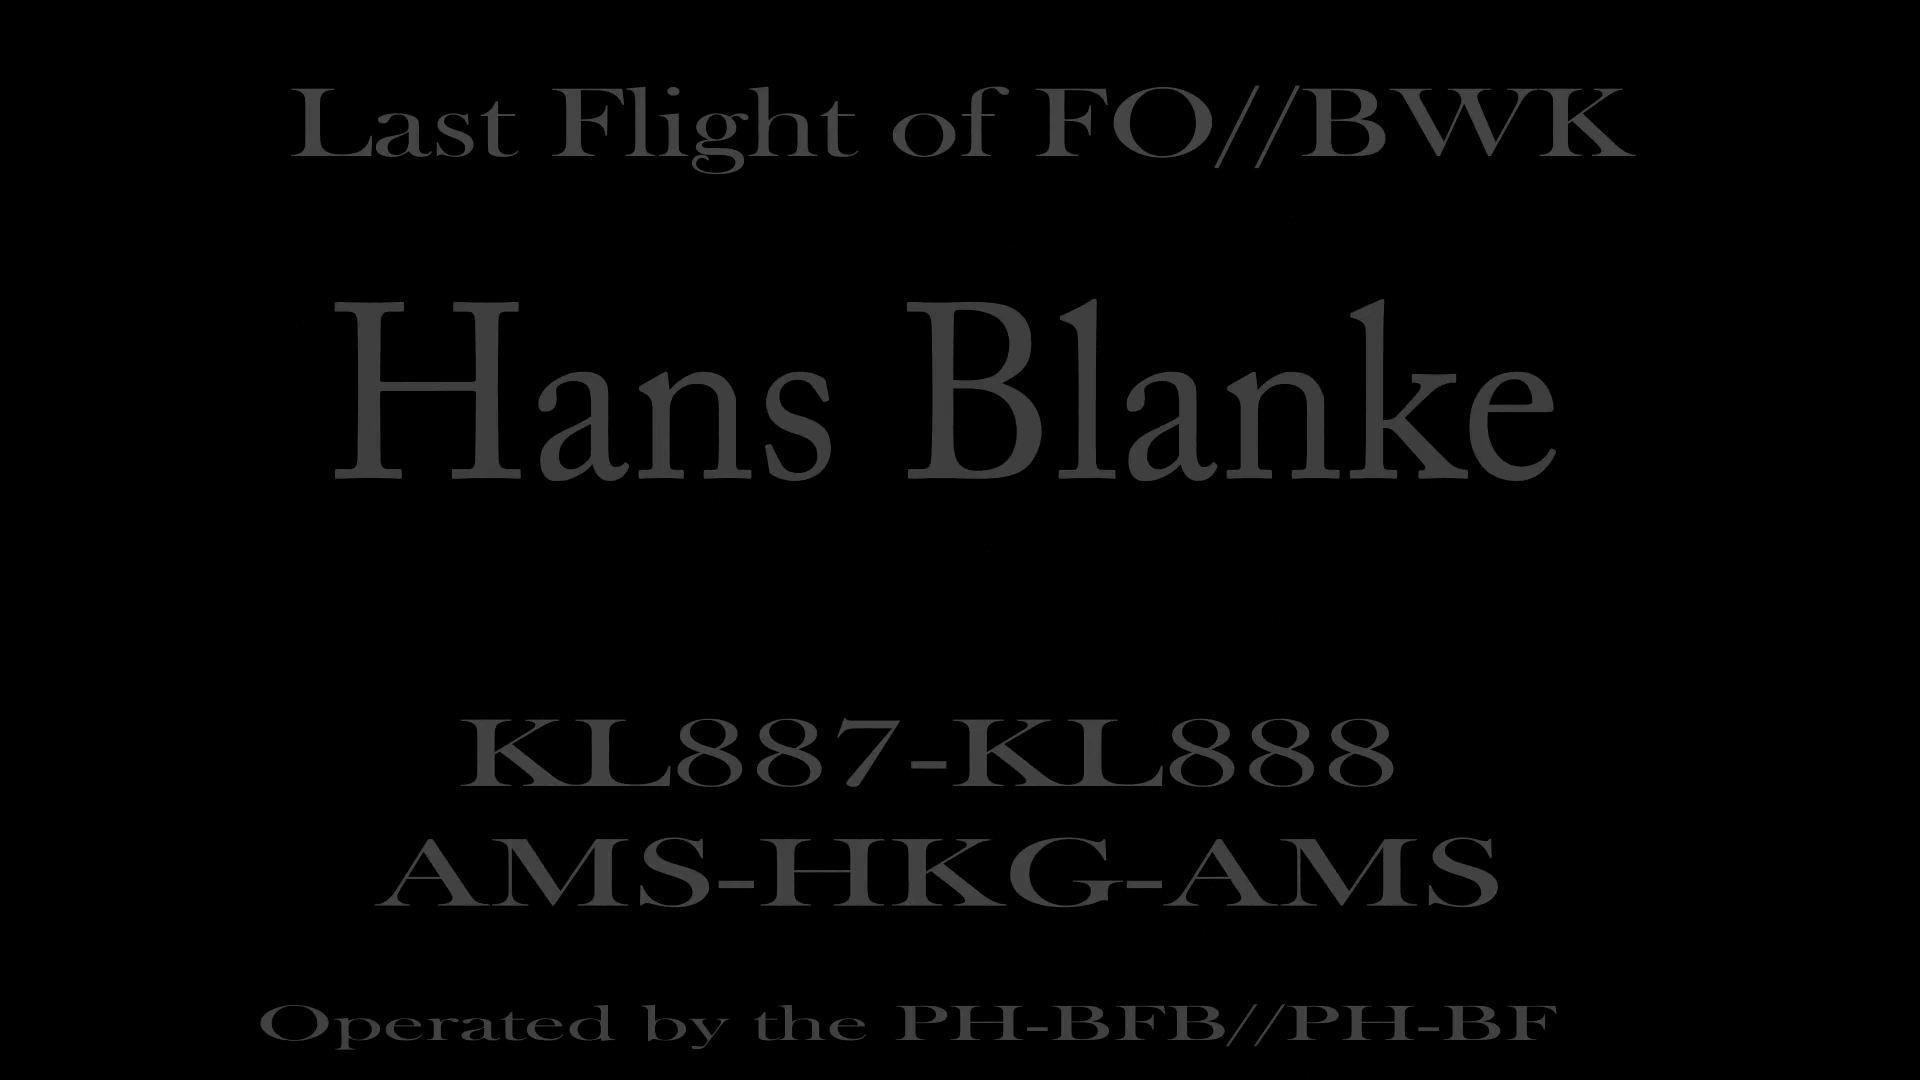 Last Flight of FO//BWK
Hans Blanke
KL887-KL888
AMS-HKG-AMS
Operated by the PH-BFB//PH-BF